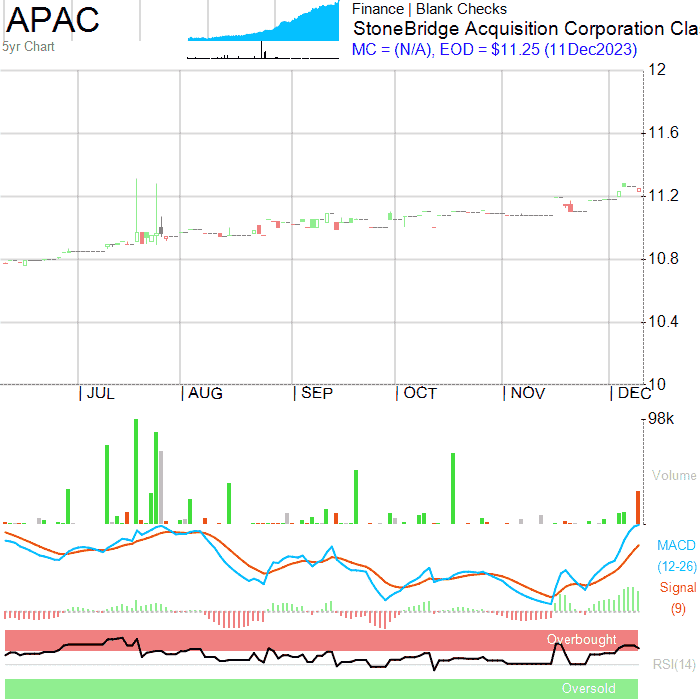 APAC
5yr Chart
Finance | Blank Checks
StoneBridge Acquisition Corporation Cla
MC = (N/A), EOD = $11.25 (11Dec2023)
12
11.6
11.2
10.8
10.4
10
| JUL | AUG | SEP | OCT | NOV | DEC
98k
Volume
MACD
(12-26)
Signal
(9)
Overbought
RSI(14)
Oversold